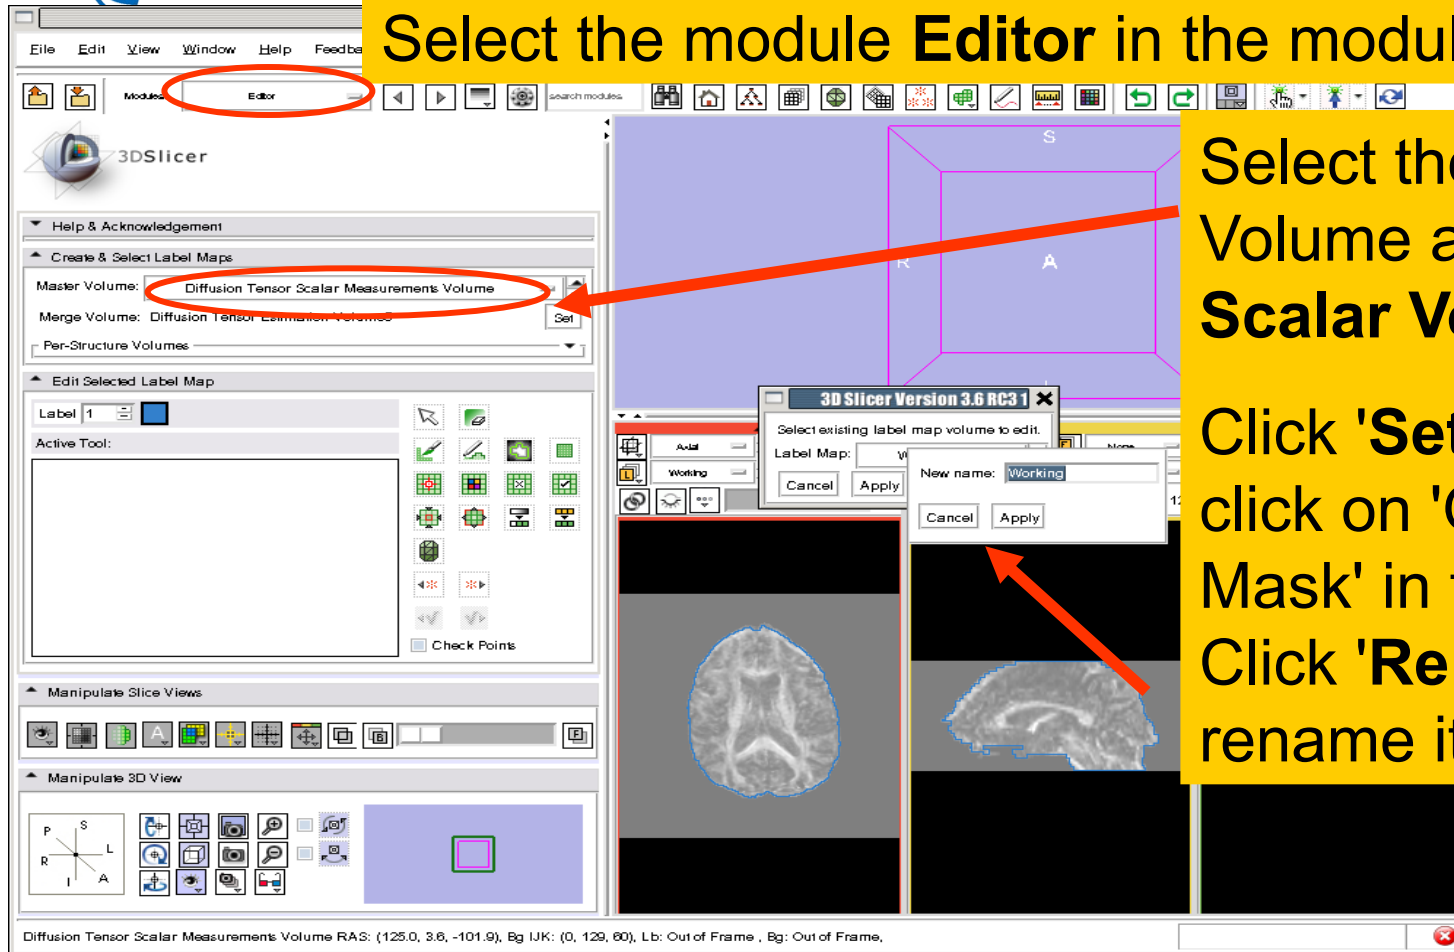 Select the module Editor in the modul
File Edit View Window Help Feedba
Modules Editor search modules
3DSlicer
Help & Acknowledgement
Create & Select Label Maps
Master Volume: Diffusion Tensor Scalar Measurements Volume
Merge Volume: Diffusion Tensor Estimation Volume Set
Per-Structure Volumes
Edit Selected Label Map
Label 1
Active Tool:
Check Points
Manipulate Slice Views
Manipulate 3D View
P S
R L
I A
S
R A
Select the
Volume a
Scalar Vo
Click 'Set
click on '
Mask' in
Click 'Re
rename it
3D Slicer Version 3.6 RC3 1
Select existing label map volume to edit.
Label Map: W
Cancel Apply
New name: Working
Cancel Apply
Axial None
Working
Diffusion Tensor Scalar Measurements Volume RAS: (125.0, 3.6, -101.9), Bg IJK: (0, 129, 60), Lb: Out of Frame , Bg: Out of Frame,